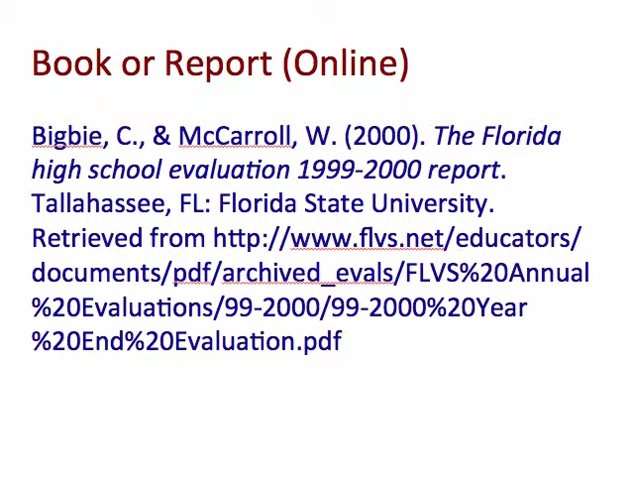 Book or Report (Online)
Bigbie, C., & McCarroll, W. (2000). The Florida
high school evaluation 1999-2000 report.
Tallahassee, FL: Florida State University.
Retrieved from http://www.flvs.net/educators/
documents/pdf/archived_evals/FLVS%20Annual
%20Evaluations/99-2000/99-2000%20Year
%20End%20Evaluation.pdf